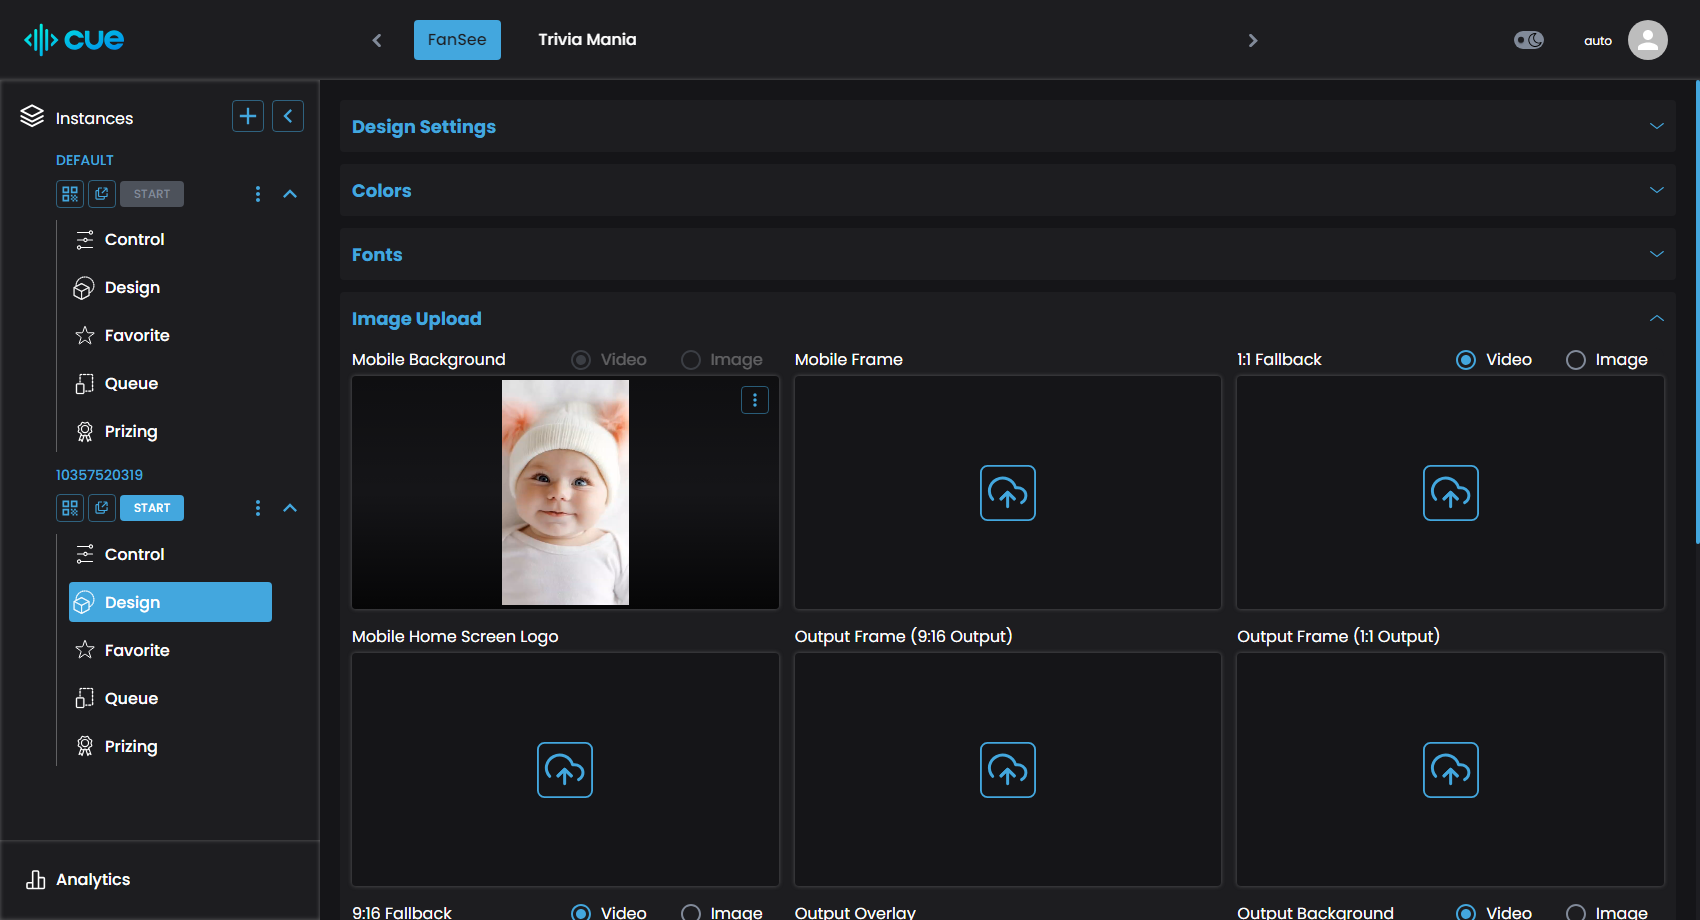 cue
FanSee
Trivia Mania
auto
Instances
DEFAULT
START
Control
Design
Favorite
Queue
Prizing
10357520319
START
Control
Design
Favorite
Queue
Prizing
Analytics
Design Settings
Colors
Fonts
Image Upload
Mobile Background Video Image
Mobile Frame
1:1 Fallback Video Image
Mobile Home Screen Logo
Output Frame (9:16 Output)
Output Frame (1:1 Output)
9:16 Fallback Video Image
Output Overlay
Output Background Video Image